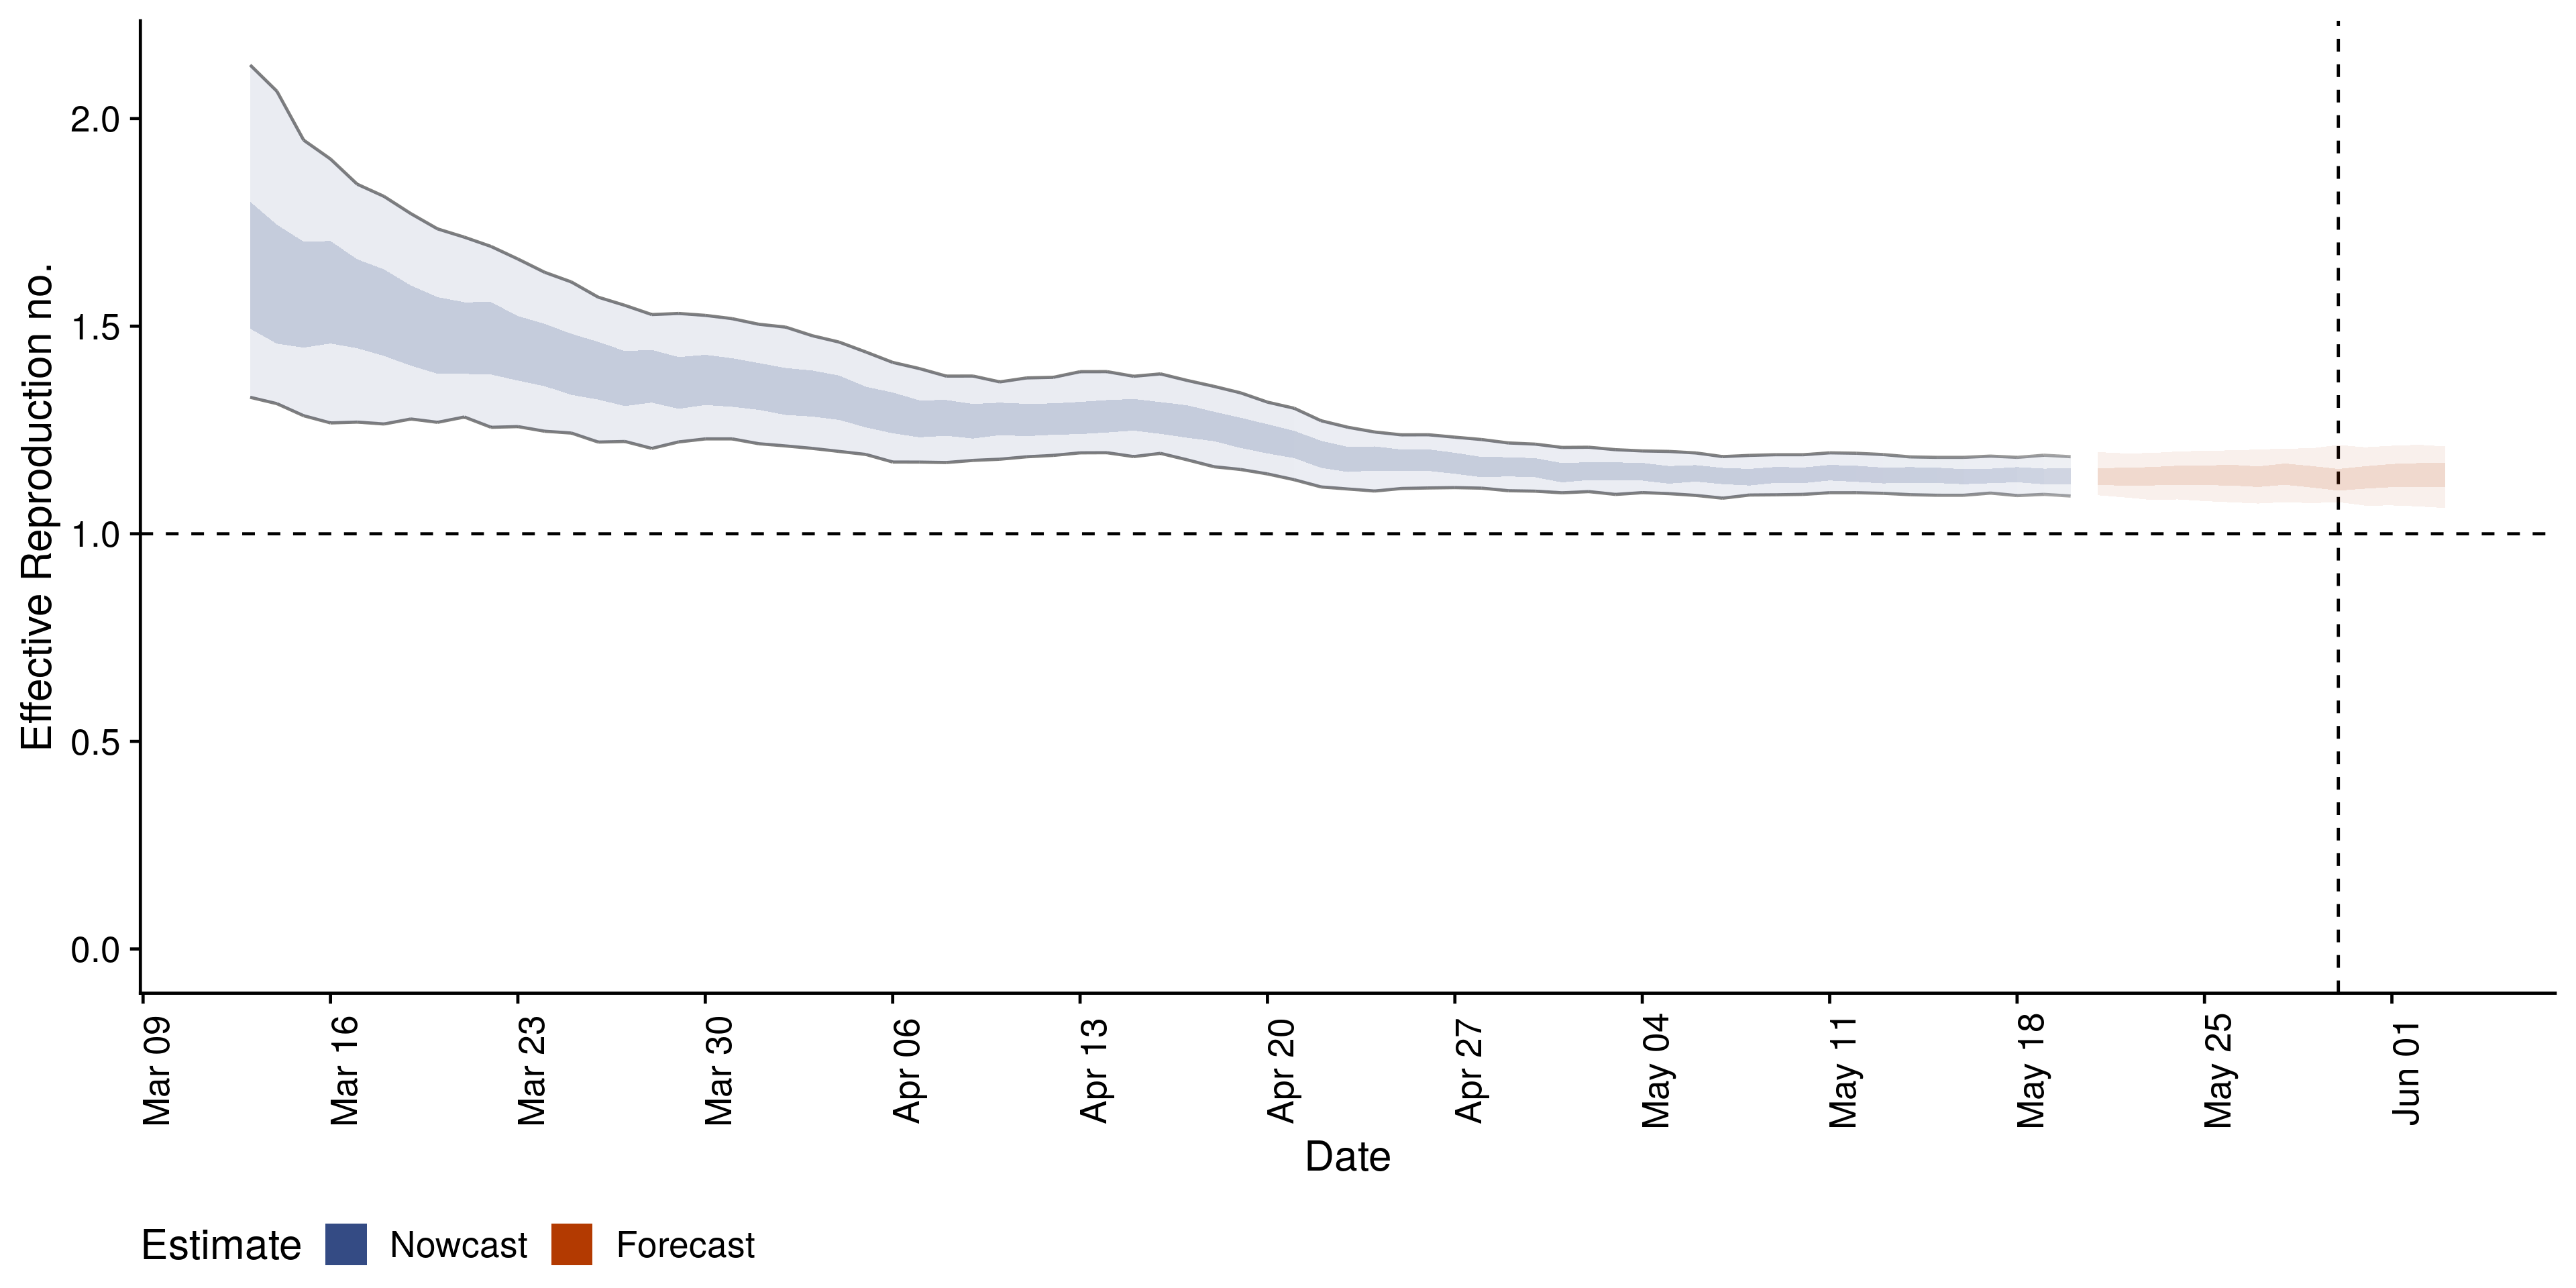 Effective Reproduction no.
2.0
1.5
1.0
0.5
0.0
Mar 09
Mar 16
Mar 23
Mar 30
Apr 06
Apr 13
Apr 20
Apr 27
May 04
May 11
May 18
May 25
Jun 01
Date
Estimate Nowcast Forecast